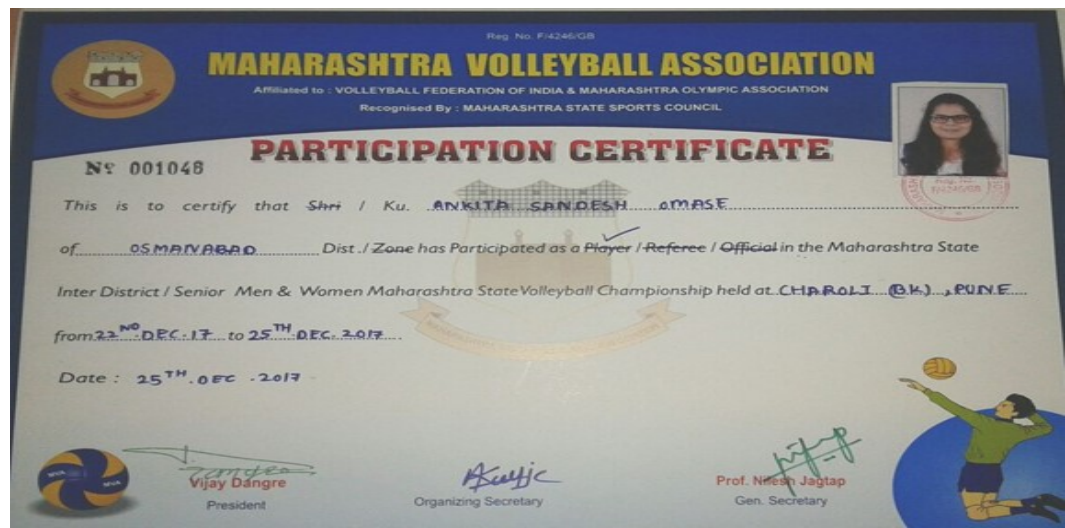 Reg. No. F/4246/GB
MAHARASHTRA VOLLEYBALL ASSOCIATION
Affiliated to : VOLLEYBALL FEDERATION OF INDIA & MAHARASHTRA OLYMPIC ASSOCIATION
Recognised By : MAHARASHTRA STATE SPORTS COUNCIL
PARTICIPATION CERTIFICATE
Nº 001046
This is to certify that Shri / Ku. ANKITA SANDESH OMASE
of OSMANABAD Dist./ Zone has Participated as a Player / Referee / Official in the Maharashtra State
Inter District / Senior Men & Women Maharashtra State Volleyball Championship held at CHAROLI (BK), PUNE
from 22ND DEC. 17 to 25TH DEC. 2017.
Date : 25TH. DEC . 2017
MVA
MVA
Vijay Dangre
President
Organizing Secretary
Prof. Nilesh Jagtap
Gen. Secretary